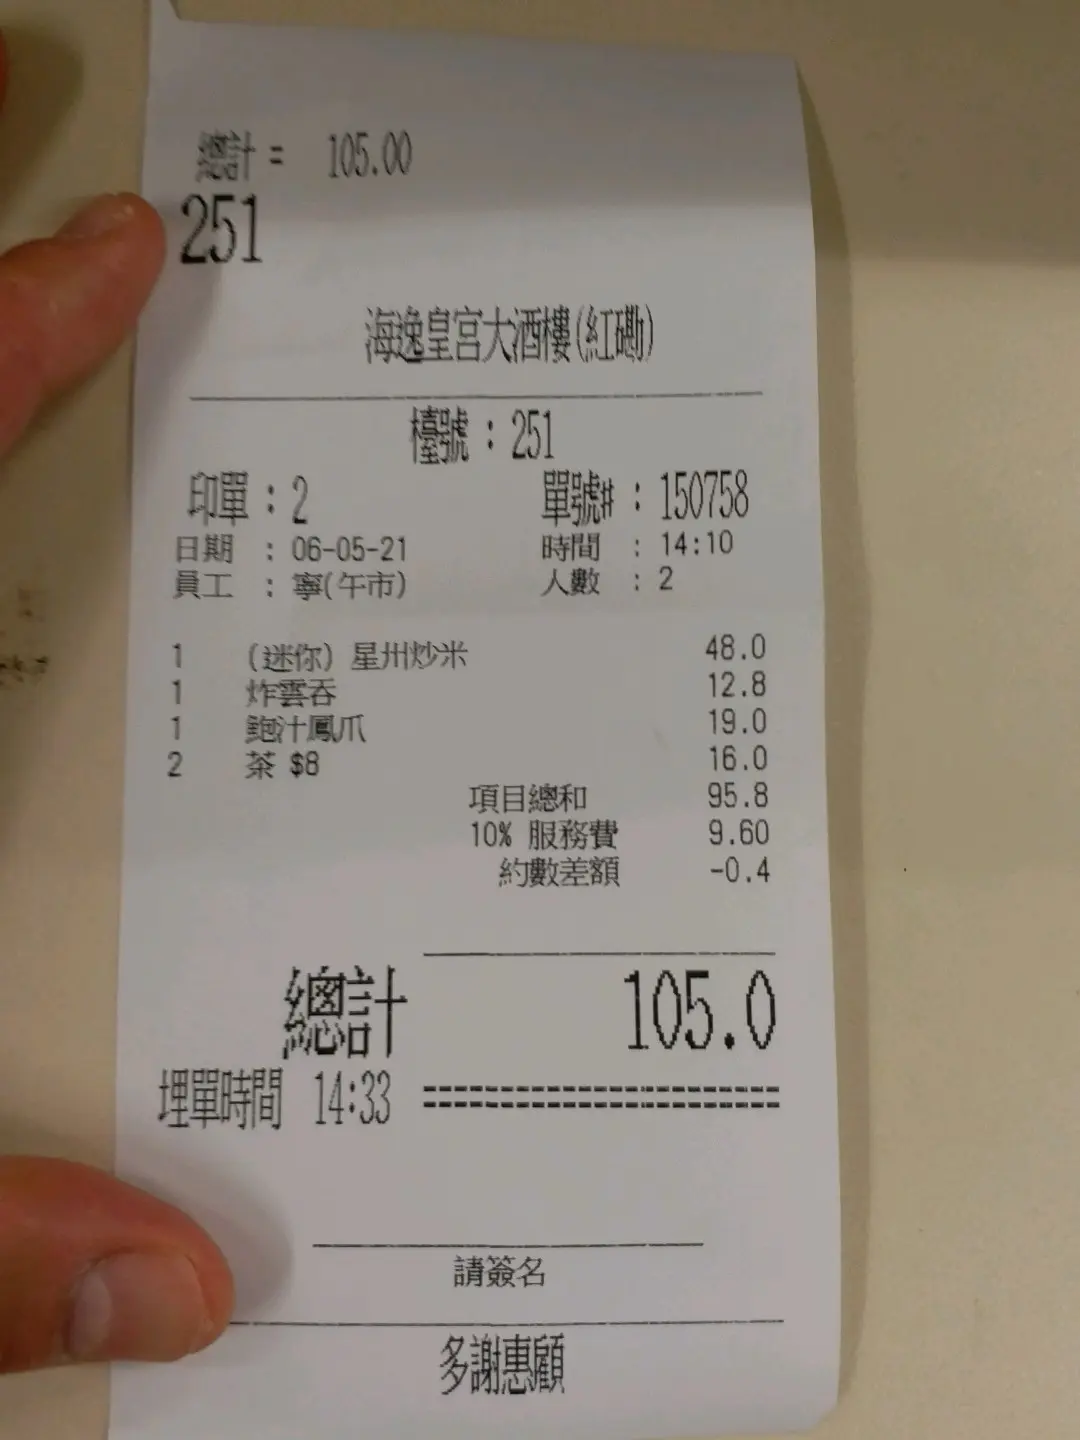 總計 = 105.00
251
海逸皇宮大酒樓(紅磡)
檯號 : 251
印單 : 2 單號# : 150758
日期 : 06-05-21 時間 : 14:10
員工 : 寧(午市) 人數 : 2
1 (迷你) 星州炒米 48.0
1 炸雲吞 12.8
1 鮑汁鳳爪 19.0
2 茶 $8 16.0
項目總和 95.8
10% 服務費 9.60
約數差額 -0.4
總計 105.0
埋單時間 14:33 ========================
請簽名
多謝惠顧